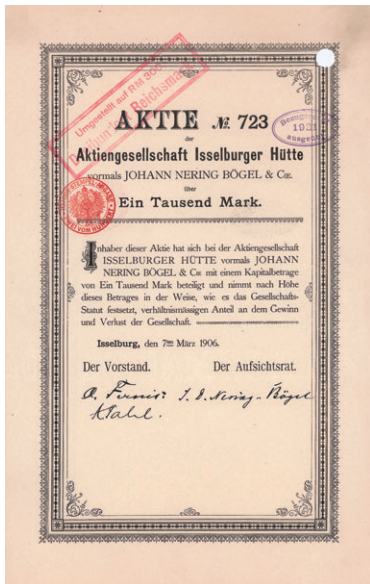 Umgestellt auf RM 300
Reichsmark
AKTIE №. 723
der
Aktiengesellschaft Isselburger Hütte
vormals JOHANN NERING BÖGEL & Cie.
über
Ein Tausend Mark.
Inhaber dieser Aktie hat sich bei der Aktiengesellschaft
ISSELBURGER HÜTTE vormals JOHANN
NERING BÖGEL & Cie mit einem Kapitalbetrage
von Ein Tausend Mark beteiligt und nimmt nach Höhe
dieses Betrages in der Weise, wie es das Gesellschafts-
Statut festsetzt, verhältnismässigen Anteil an dem Gewinn
und Verlust der Gesellschaft.
Isselburg, den 7ten März 1906.
Der Vorstand. Der Aufsichtsrat.
J. D. Nering-Bögel